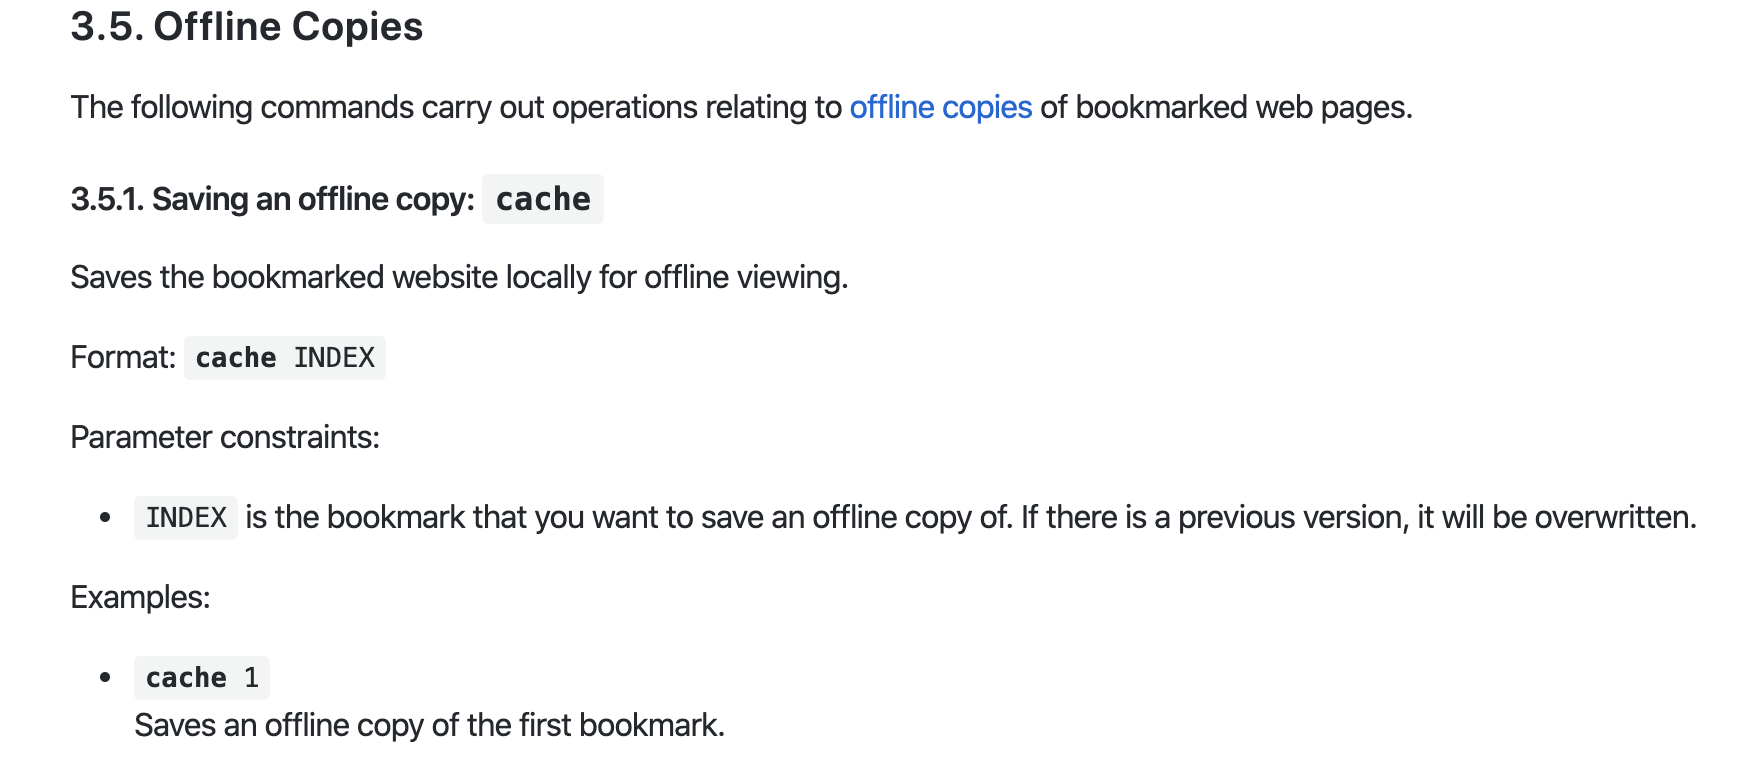 3.5. Offline Copies
The following commands carry out operations relating to offline copies of bookmarked web pages.
3.5.1. Saving an offline copy: cache
Saves the bookmarked website locally for offline viewing.
Format: cache INDEX
Parameter constraints:
• INDEX is the bookmark that you want to save an offline copy of. If there is a previous version, it will be overwritten.
Examples:
• cache 1
Saves an offline copy of the first bookmark.